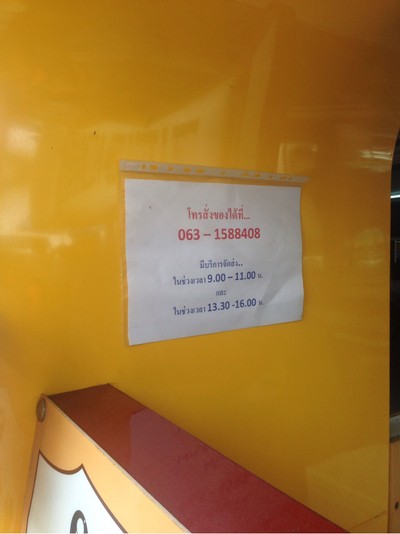 โทรสั่งของได้ที่...
063 – 1588408
มีบริการจัดส่ง..
ในช่วงเวลา 9.00 – 11.00 น.
และ
ในช่วงเวลา 13.30 -16.00 น.